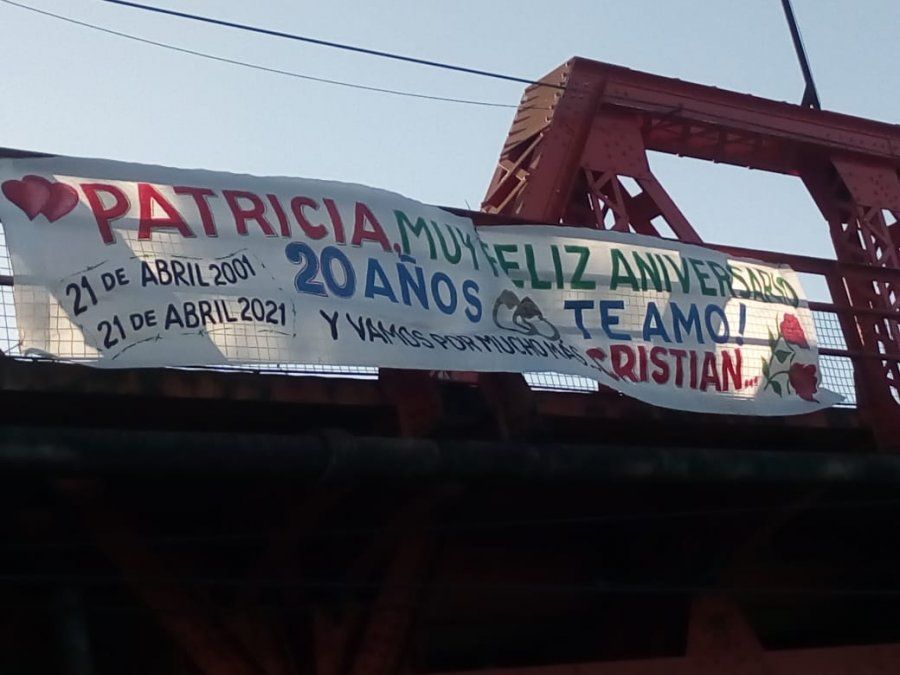 PATRICIA, MUY FELIZ ANIVERSARIO
21 DE ABRIL 2001
21 DE ABRIL 2021
20 AÑOS
Y VAMOS POR MUCHO MÁS...
TE AMO!
CRISTIAN...